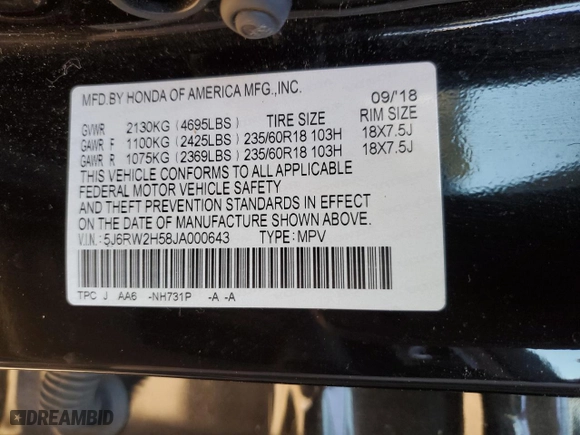 MFD.BY HONDA OF AMERICA MFG.,INC. 09/'18
GVWR 2130KG (4695LBS) TIRE SIZE RIM SIZE
GAWR F 1100KG (2425LBS) 235/60R18 103H 18X7.5J
GAWR R 1075KG (2369LBS) 235/60R18 103H 18X7.5J
THIS VEHICLE CONFORMS TO ALL APPLICABLE
FEDERAL MOTOR VEHICLE SAFETY
AND THEFT PREVENTION STANDARDS IN EFFECT
ON THE DATE OF MANUFACTURE SHOWN ABOVE.
V.I.N.: 5J6RW2H58JA000643 TYPE: MPV
TPC J AA6 -NH731P -A -A
DREAMBID